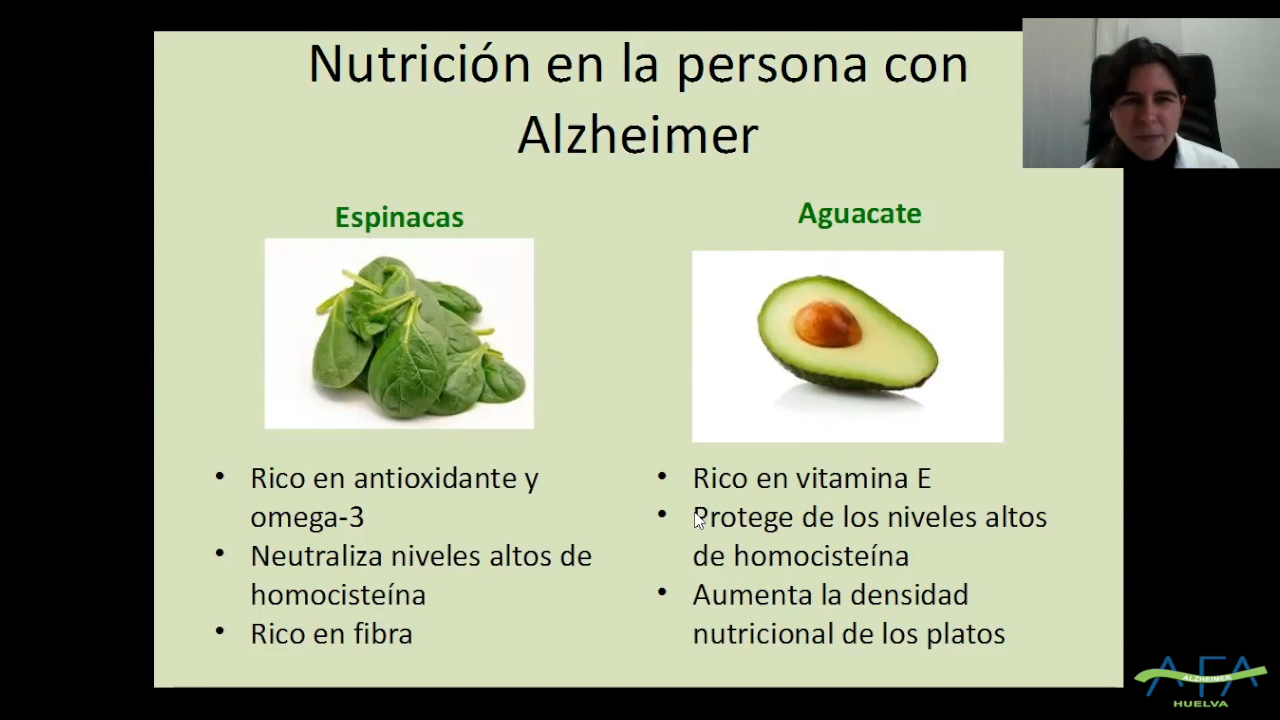 Nutrición en la persona con
Alzheimer
Espinacas
Rico en antioxidante y
omega-3
Neutraliza niveles altos de
homocisteína
Rico en fibra
Aguacate
Rico en vitamina E
Protege de los niveles altos
de homocisteína
Aumenta la densidad
nutricional de los platos
AFA
ALZHEIMER
HUELVA